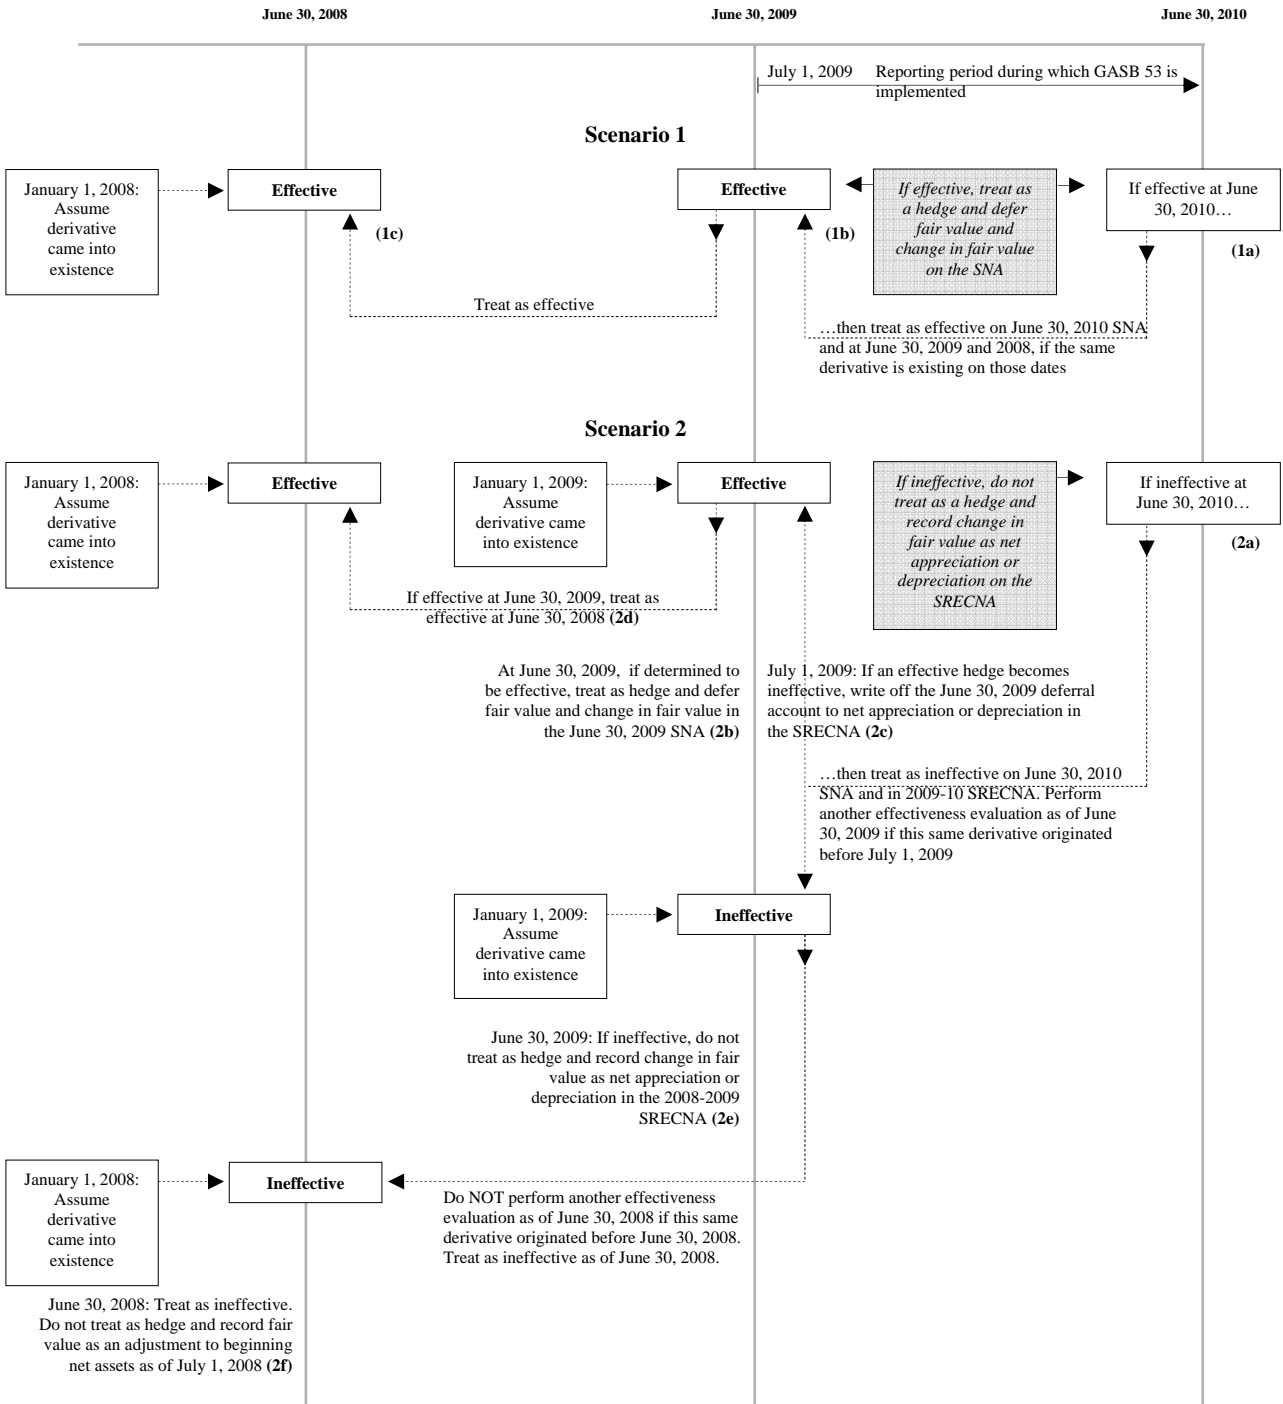 June 30, 2008
June 30, 2009
June 30, 2010
July 1, 2009
Reporting period during which GASB 53 is
implemented
Scenario 1
January 1, 2008:
Assume
derivative
came into
existence
Effective
(1c)
Effective
(1b)
If effective, treat as
a hedge and defer
fair value and
change in fair value
on the SNA
If effective at June
30, 2010…
(1a)
Treat as effective
…then treat as effective on June 30, 2010 SNA
and at June 30, 2009 and 2008, if the same
derivative is existing on those dates
Scenario 2
January 1, 2008:
Assume
derivative
came into
existence
Effective
January 1, 2009:
Assume
derivative came
into existence
Effective
If ineffective, do not
treat as a hedge and
record change in
fair value as net
appreciation or
depreciation on the
SRECNA
If ineffective at
June 30, 2010…
(2a)
If effective at June 30, 2009, treat as
effective at June 30, 2008 (2d)
At June 30, 2009,  if determined to
be effective, treat as hedge and defer
fair value and change in fair value in
the June 30, 2009 SNA (2b)
July 1, 2009: If an effective hedge becomes
ineffective, write off the June 30, 2009 deferral
account to net appreciation or depreciation in
the SRECNA (2c)
…then treat as ineffective on June 30, 2010
SNA and in 2009-10 SRECNA. Perform
another effectiveness evaluation as of June
30, 2009 if this same derivative originated
before July 1, 2009
January 1, 2009:
Assume
derivative came
into existence
Ineffective
June 30, 2009: If ineffective, do not
treat as hedge and record change in fair
value as net appreciation or
depreciation in the 2008-2009
SRECNA (2e)
January 1, 2008:
Assume
derivative
came into
existence
Ineffective
Do NOT perform another effectiveness
evaluation as of June 30, 2008 if this same
derivative originated before June 30, 2008.
Treat as ineffective as of June 30, 2008.
June 30, 2008: Treat as ineffective.
Do not treat as hedge and record fair
value as an adjustment to beginning
net assets as of July 1, 2008 (2f)